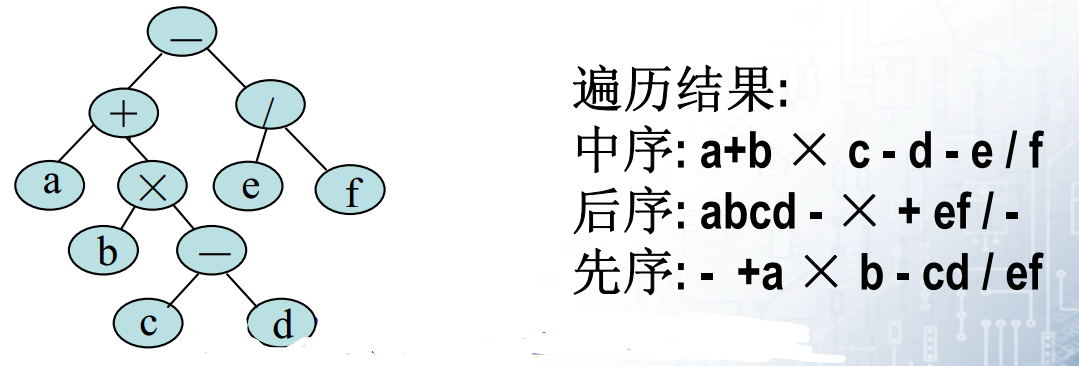 —
+ /
a × e f
b —
c d
遍历结果:
中序: a+b × c - d - e / f
后序: abcd - × + ef / -
先序: - +a × b - cd / ef